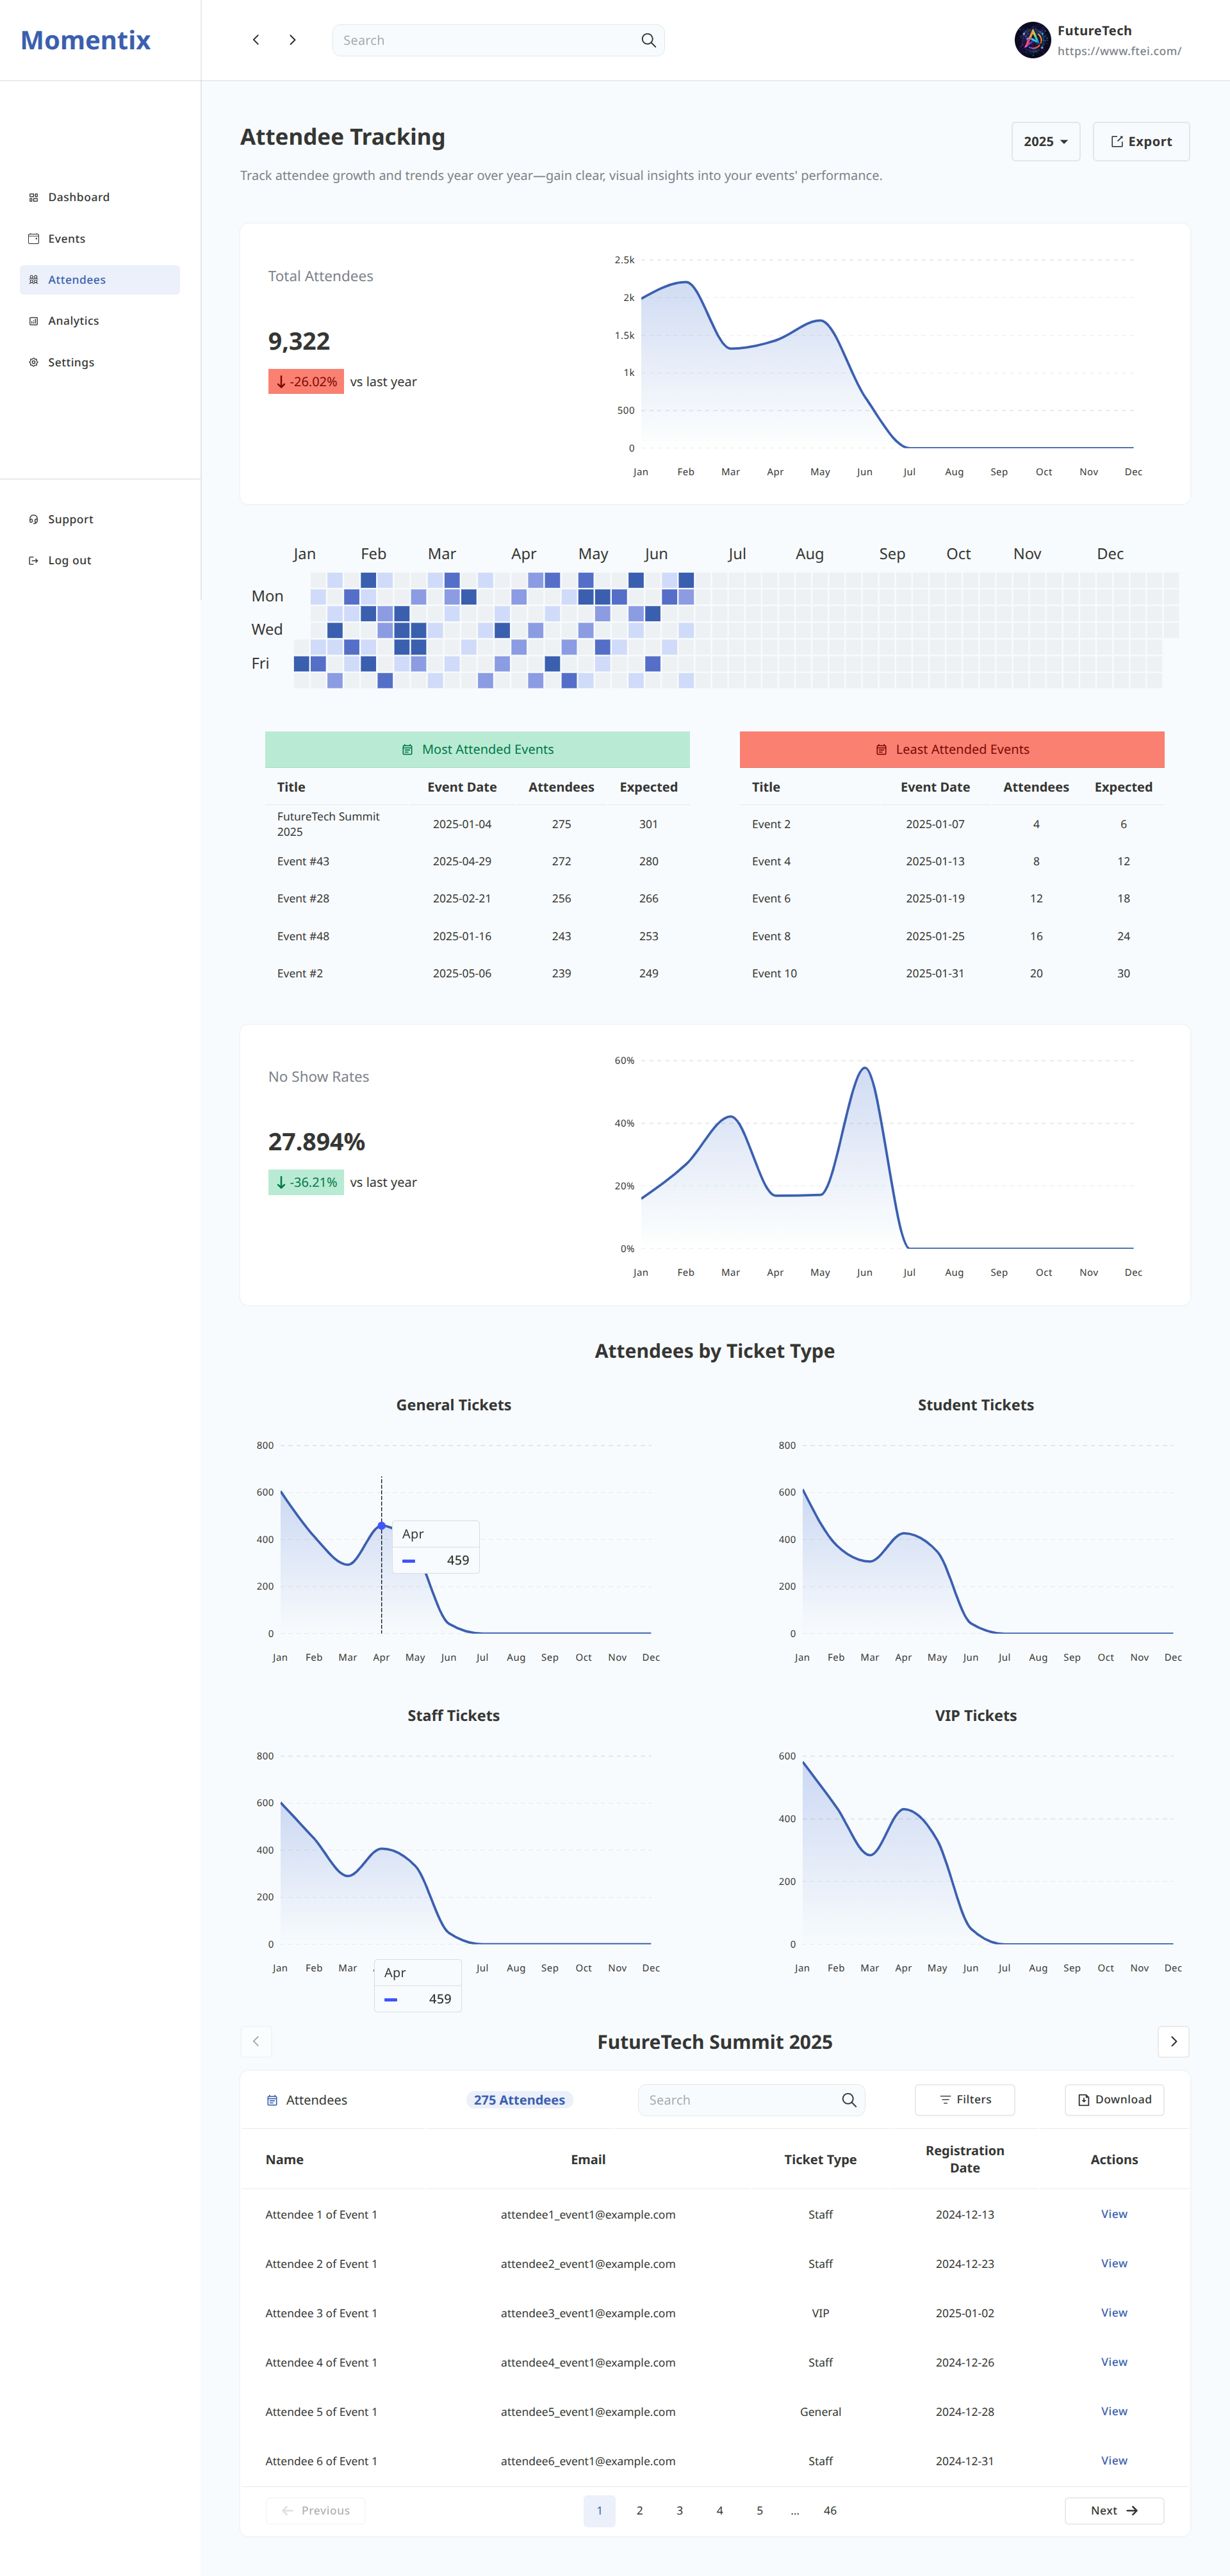 Momentix
Search
FutureTech
https://www.ftei.com/
Dashboard
Events
Attendees
Analytics
Settings
Support
Log out
Attendee Tracking
2025
Export
Track attendee growth and trends year over year—gain clear, visual insights into your events' performance.
Total Attendees
9,322
-26.02% vs last year
2.5k
2k
1.5k
1k
500
0
Jan Feb Mar Apr May Jun Jul Aug Sep Oct Nov Dec
Jan Feb Mar Apr May Jun Jul Aug Sep Oct Nov Dec
Mon
Wed
Fri
Most Attended Events
Title Event Date Attendees Expected
FutureTech Summit
2025
2025-01-04 275 301
Event #43 2025-04-29 272 280
Event #28 2025-02-21 256 266
Event #48 2025-01-16 243 253
Event #2 2025-05-06 239 249
Least Attended Events
Title Event Date Attendees Expected
Event 2 2025-01-07 4 6
Event 4 2025-01-13 8 12
Event 6 2025-01-19 12 18
Event 8 2025-01-25 16 24
Event 10 2025-01-31 20 30
No Show Rates
27.894%
-36.21% vs last year
60%
40%
20%
0%
Jan Feb Mar Apr May Jun Jul Aug Sep Oct Nov Dec
Attendees by Ticket Type
General Tickets
800
600
400
200
0
Apr
459
Jan Feb Mar Apr May Jun Jul Aug Sep Oct Nov Dec
Student Tickets
800
600
400
200
0
Jan Feb Mar Apr May Jun Jul Aug Sep Oct Nov Dec
Staff Tickets
800
600
400
200
0
Jan Feb Mar Jul Aug Sep Oct Nov Dec
Apr
459
VIP Tickets
600
400
200
0
Jan Feb Mar Apr May Jun Jul Aug Sep Oct Nov Dec
FutureTech Summit 2025
Attendees
275 Attendees
Search
Filters
Download
Name Email Ticket Type Registration Date Actions
Attendee 1 of Event 1 attendee1_event1@example.com Staff 2024-12-13 View
Attendee 2 of Event 1 attendee2_event1@example.com Staff 2024-12-23 View
Attendee 3 of Event 1 attendee3_event1@example.com VIP 2025-01-02 View
Attendee 4 of Event 1 attendee4_event1@example.com Staff 2024-12-26 View
Attendee 5 of Event 1 attendee5_event1@example.com General 2024-12-28 View
Attendee 6 of Event 1 attendee6_event1@example.com Staff 2024-12-31 View
Previous 1 2 3 4 5 ... 46 Next